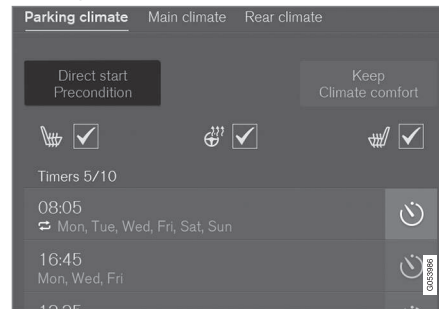 Parking climate Main climate Rear climate
Direct start
Precondition
Keep
Climate comfort
Timers 5/10
08:05
Mon, Tue, Wed, Fri, Sat, Sun
16:45
Mon, Wed, Fri
G053986